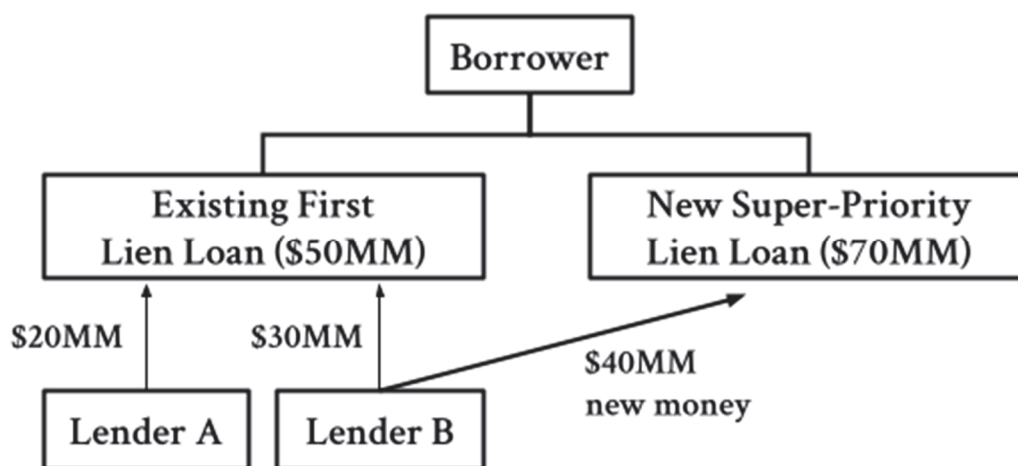 Borrower
Existing First
Lien Loan ($50MM)
New Super-Priority
Lien Loan ($70MM)
$20MM
$30MM
$40MM
new money
Lender A
Lender B